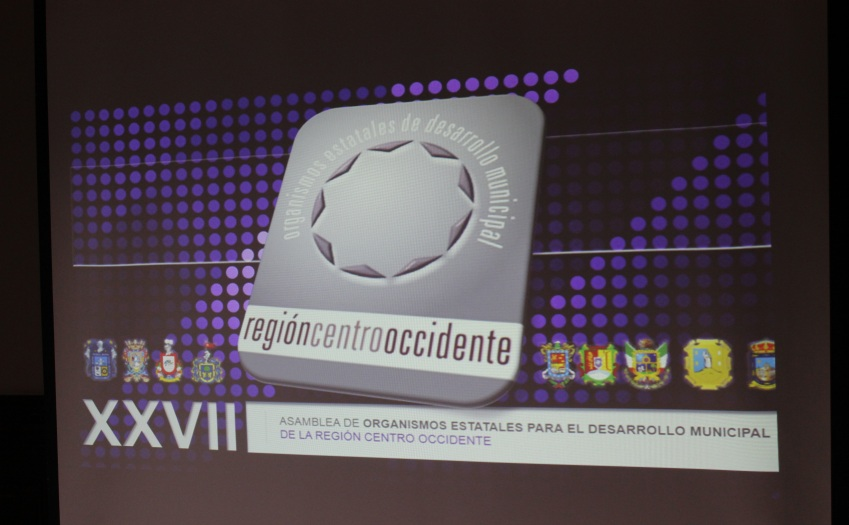 organismos estatales de desarrollo municipal
regióncentrooccidente
XXVII
ASAMBLEA DE ORGANISMOS ESTATALES PARA EL DESARROLLO MUNICIPAL
DE LA REGIÓN CENTRO OCCIDENTE